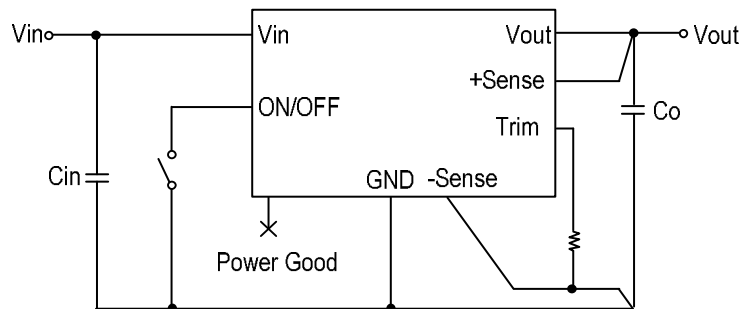 Vin
Vin
Vout
Vout
+Sense
ON/OFF
Co
Trim
Cin
GND
-Sense
Power Good